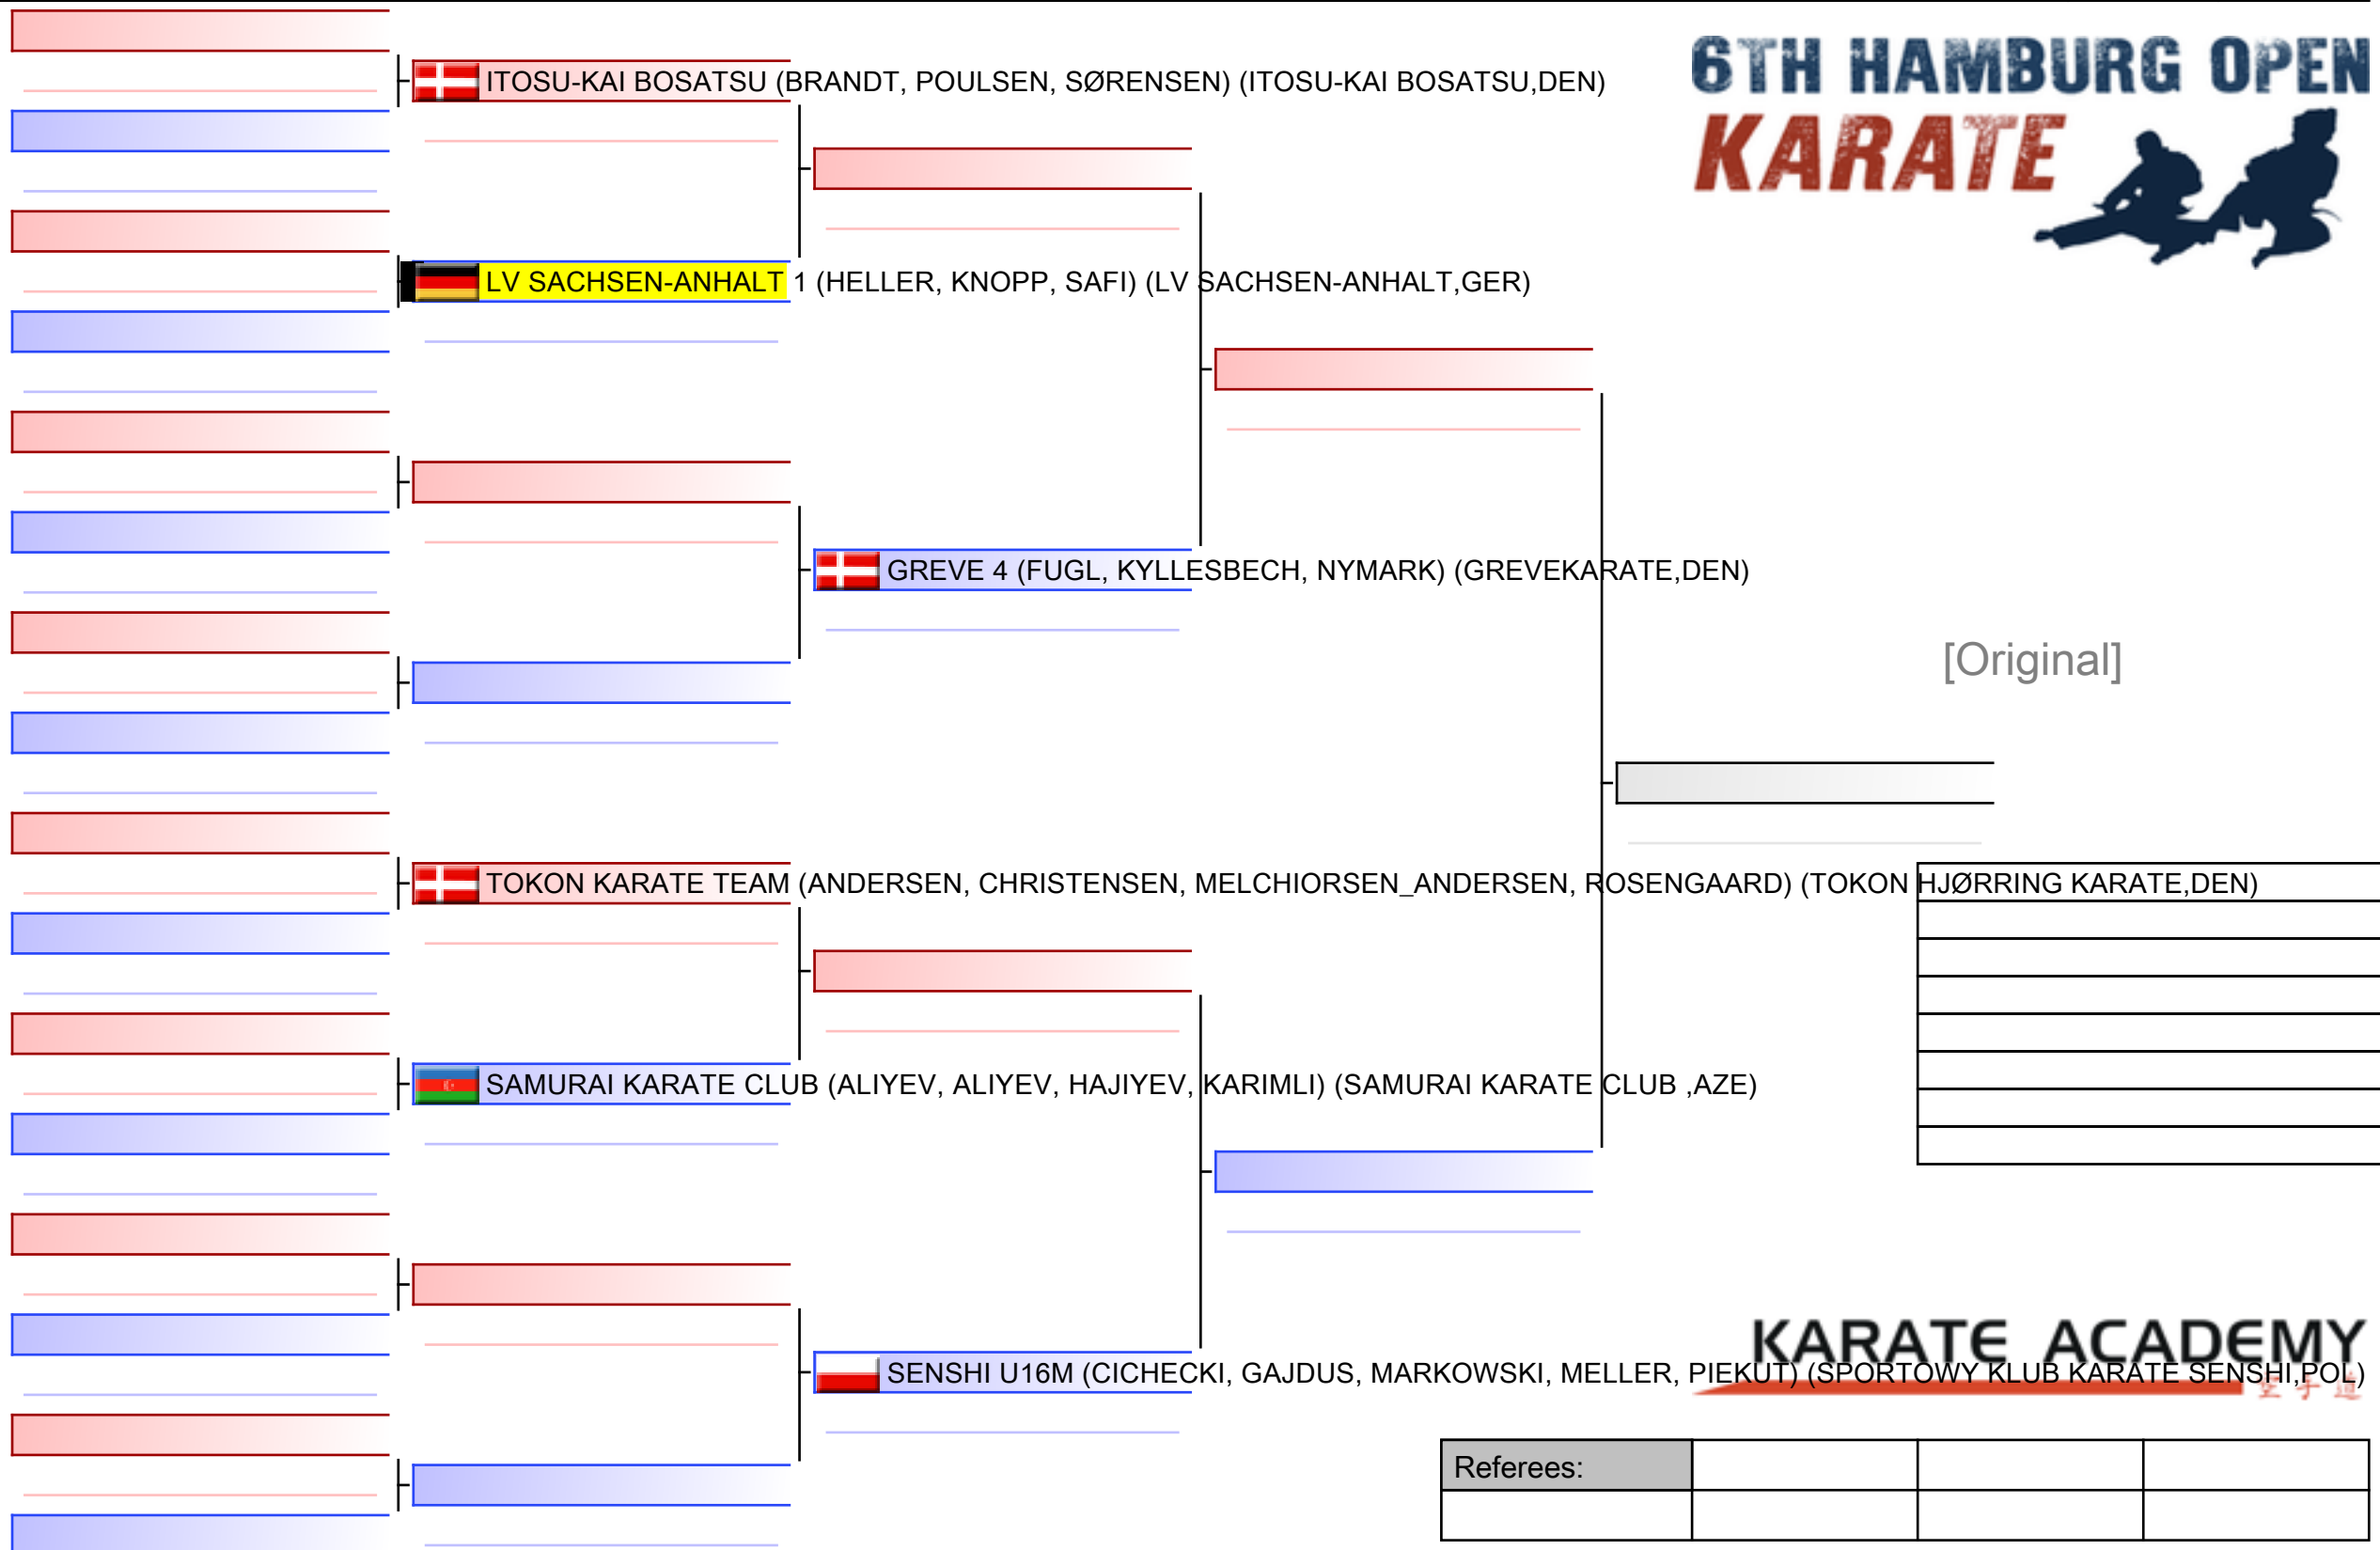 6TH HAMBURG OPEN
KARATE
ITOSU-KAI BOSATSU (BRANDT, POULSEN, SØRENSEN) (ITOSU-KAI BOSATSU,DEN)
LV SACHSEN-ANHALT 1 (HELLER, KNOPP, SAFI) (LV SACHSEN-ANHALT,GER)
GREVE 4 (FUGL, KYLLESBECH, NYMARK) (GREVEKARATE,DEN)
[Original]
TOKON KARATE TEAM (ANDERSEN, CHRISTENSEN, MELCHIORSEN_ANDERSEN, ROSENGAARD) (TOKON HJØRRING KARATE,DEN)
SAMURAI KARATE CLUB (ALIYEV, ALIYEV, HAJIYEV, KARIMLI) (SAMURAI KARATE CLUB ,AZE)
KARATE ACADEMY
SENSHI U16M (CICHECKI, GAJDUS, MARKOWSKI, MELLER, PIEKUT) (SPORTOWY KLUB KARATE SENSHI,POL)
空手道
Referees: